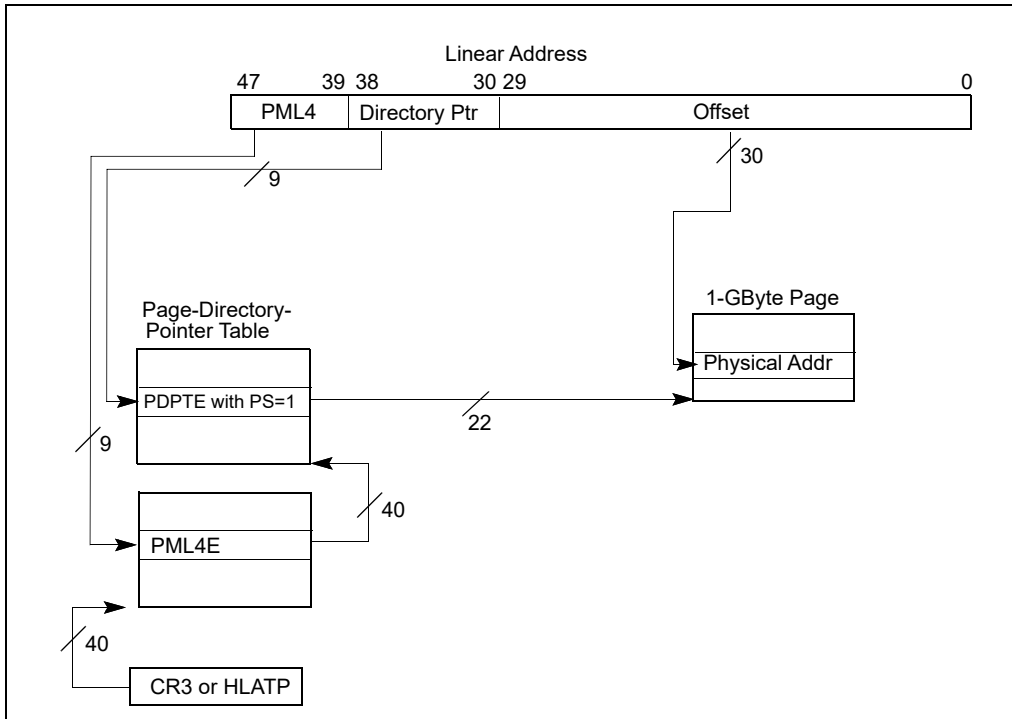 Linear Address
47 39 38 30 29 0
PML4 Directory Ptr Offset
9 30
1-GByte Page
Page-Directory-
Pointer Table
Physical Addr
PDPTE with PS=1
22
9
40
PML4E
40
CR3 or HLATP